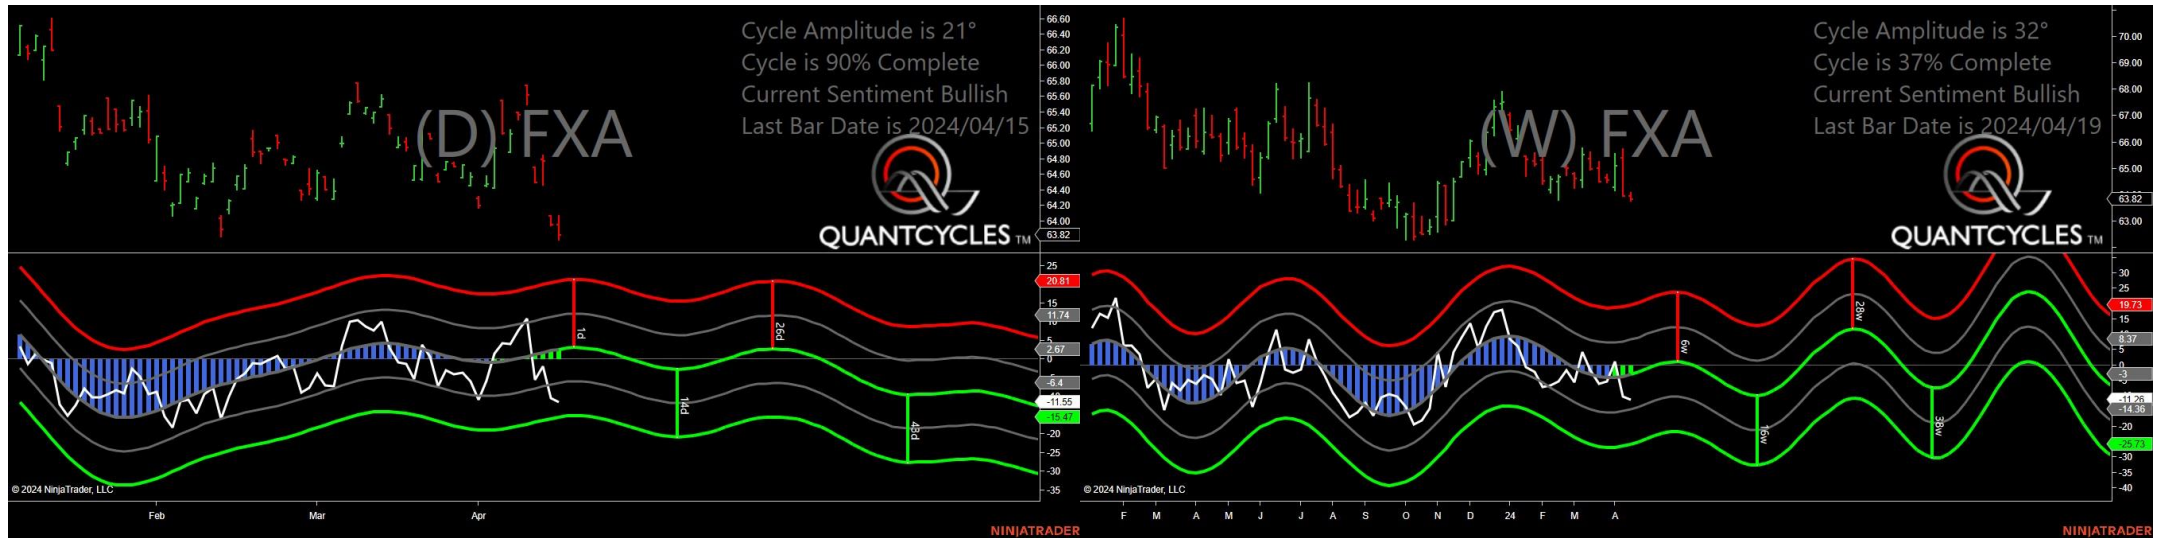 Cycle Amplitude is 21°
Cycle is 90% Complete
Current Sentiment Bullish
Last Bar Date is 2024/04/15
(D) FXA
QUANTCYCLES TM
66.60
66.40
66.20
66.00
65.80
65.60
65.40
65.20
65.00
64.80
64.60
64.40
64.20
64.00
63.82
25
20.81
15
11.74
10
5
2.67
0
-6.4
-11.55
-15.47
-20
-25
-30
-35
1d
26d
14d
43d
© 2024 NinjaTrader, LLC
Feb Mar Apr
NINJATRADER
Cycle Amplitude is 32°
Cycle is 37% Complete
Current Sentiment Bullish
Last Bar Date is 2024/04/19
(W) FXA
QUANTCYCLES TM
70.00
69.00
68.00
67.00
66.00
65.00
63.82
63.00
30
25
19.73
15
8.37
5
-3
-11.26
-14.36
-20
-25.73
-30
-35
-40
6w
28w
16w
38w
© 2024 NinjaTrader, LLC
F M A M J J A S O N D 24 F M A
NINJATRADER